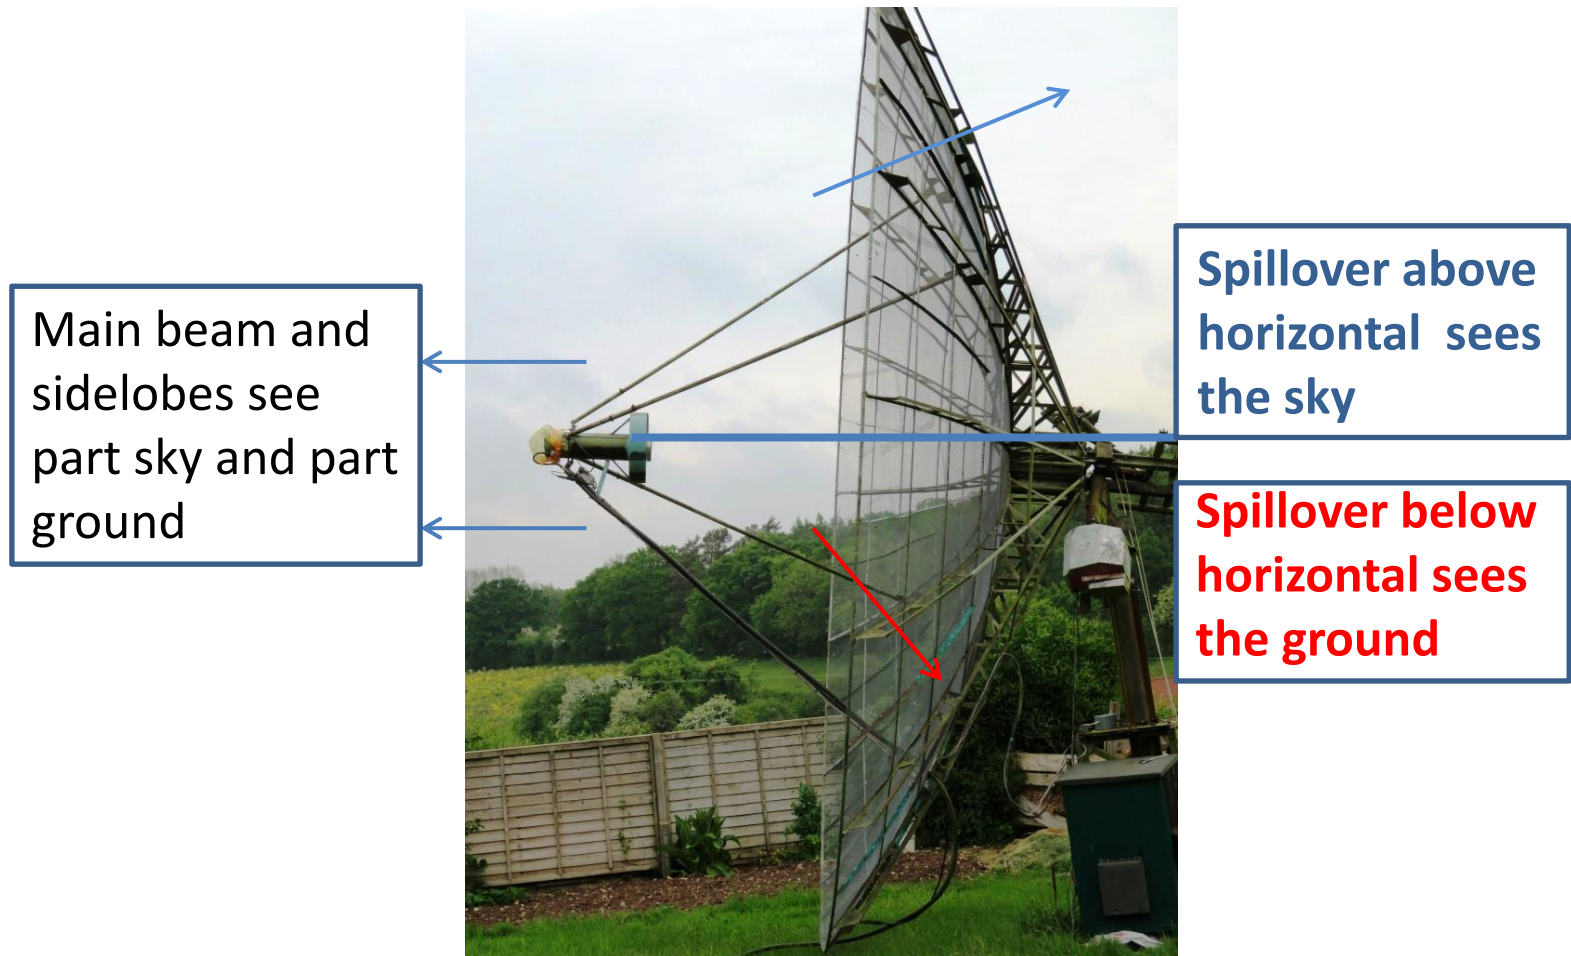 Main beam and
sidelobes see
part sky and part
ground
Spillover above
horizontal sees
the sky
Spillover below
horizontal sees
the ground